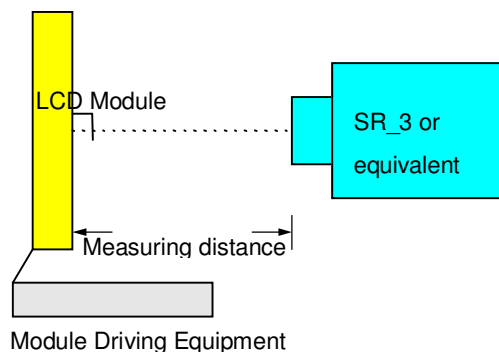 LCD Module
SR_3 or
equivalent
Measuring distance
Module Driving Equipment